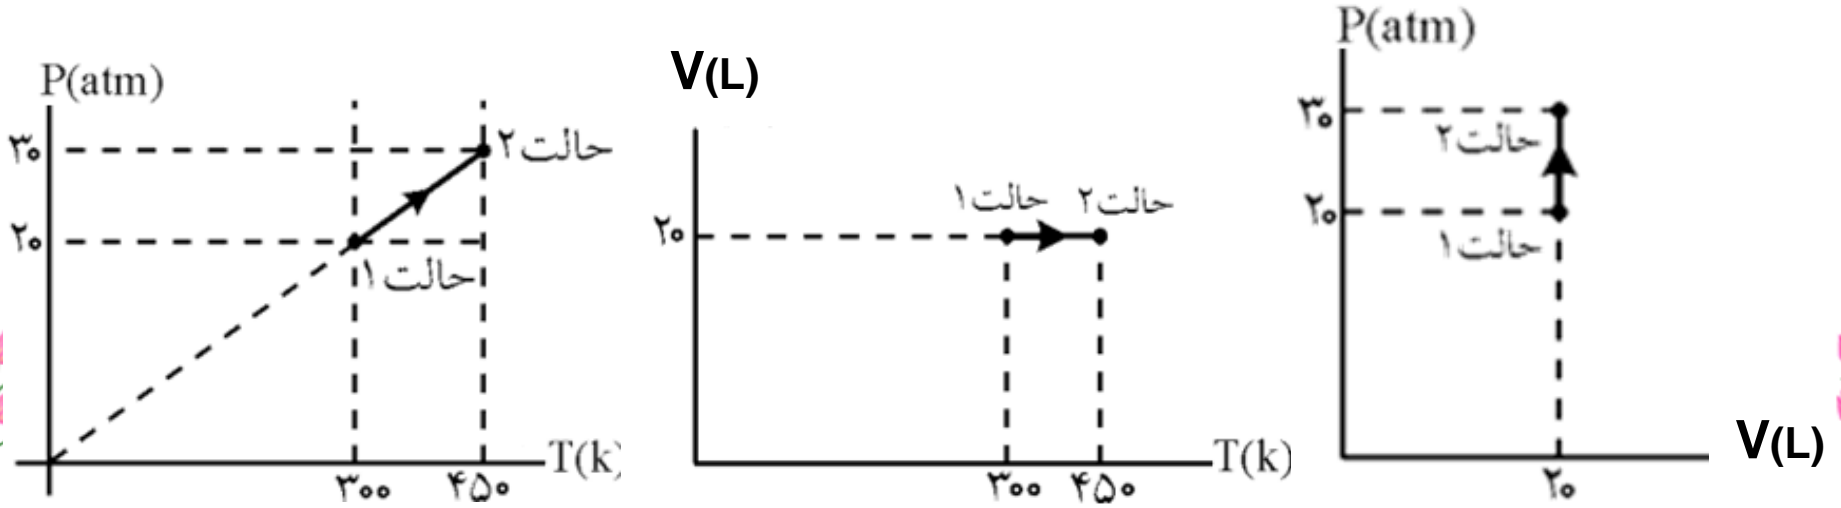 P(atm)
۳۰
حالت ۲
۲۰
حالت ۱
T(k)
۳۰۰
۴۵۰
V(L)
حالت ۱
حالت ۲
۲۰
T(k)
۳۰۰
۴۵۰
P(atm)
۳۰
حالت ۲
۲۰
حالت ۱
V(L)
۲۰